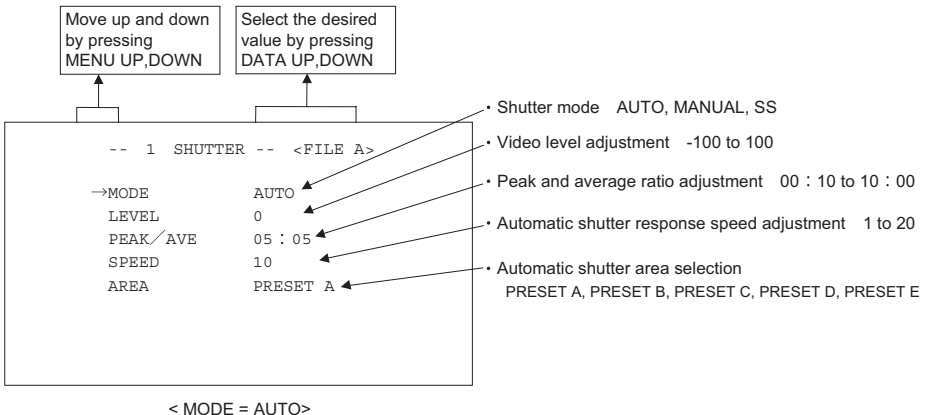 Move up and down
by pressing
MENU UP,DOWN
Select the desired
value by pressing
DATA UP,DOWN
-- 1 SHUTTER -- <FILE A>
→MODE AUTO
LEVEL 0
PEAK/AVE 05：05
SPEED 10
AREA PRESET A
・Shutter mode AUTO, MANUAL, SS
・Video level adjustment -100 to 100
・Peak and average ratio adjustment 00：10 to 10：00
・Automatic shutter response speed adjustment 1 to 20
・Automatic shutter area selection
PRESET A, PRESET B, PRESET C, PRESET D, PRESET E
< MODE = AUTO>